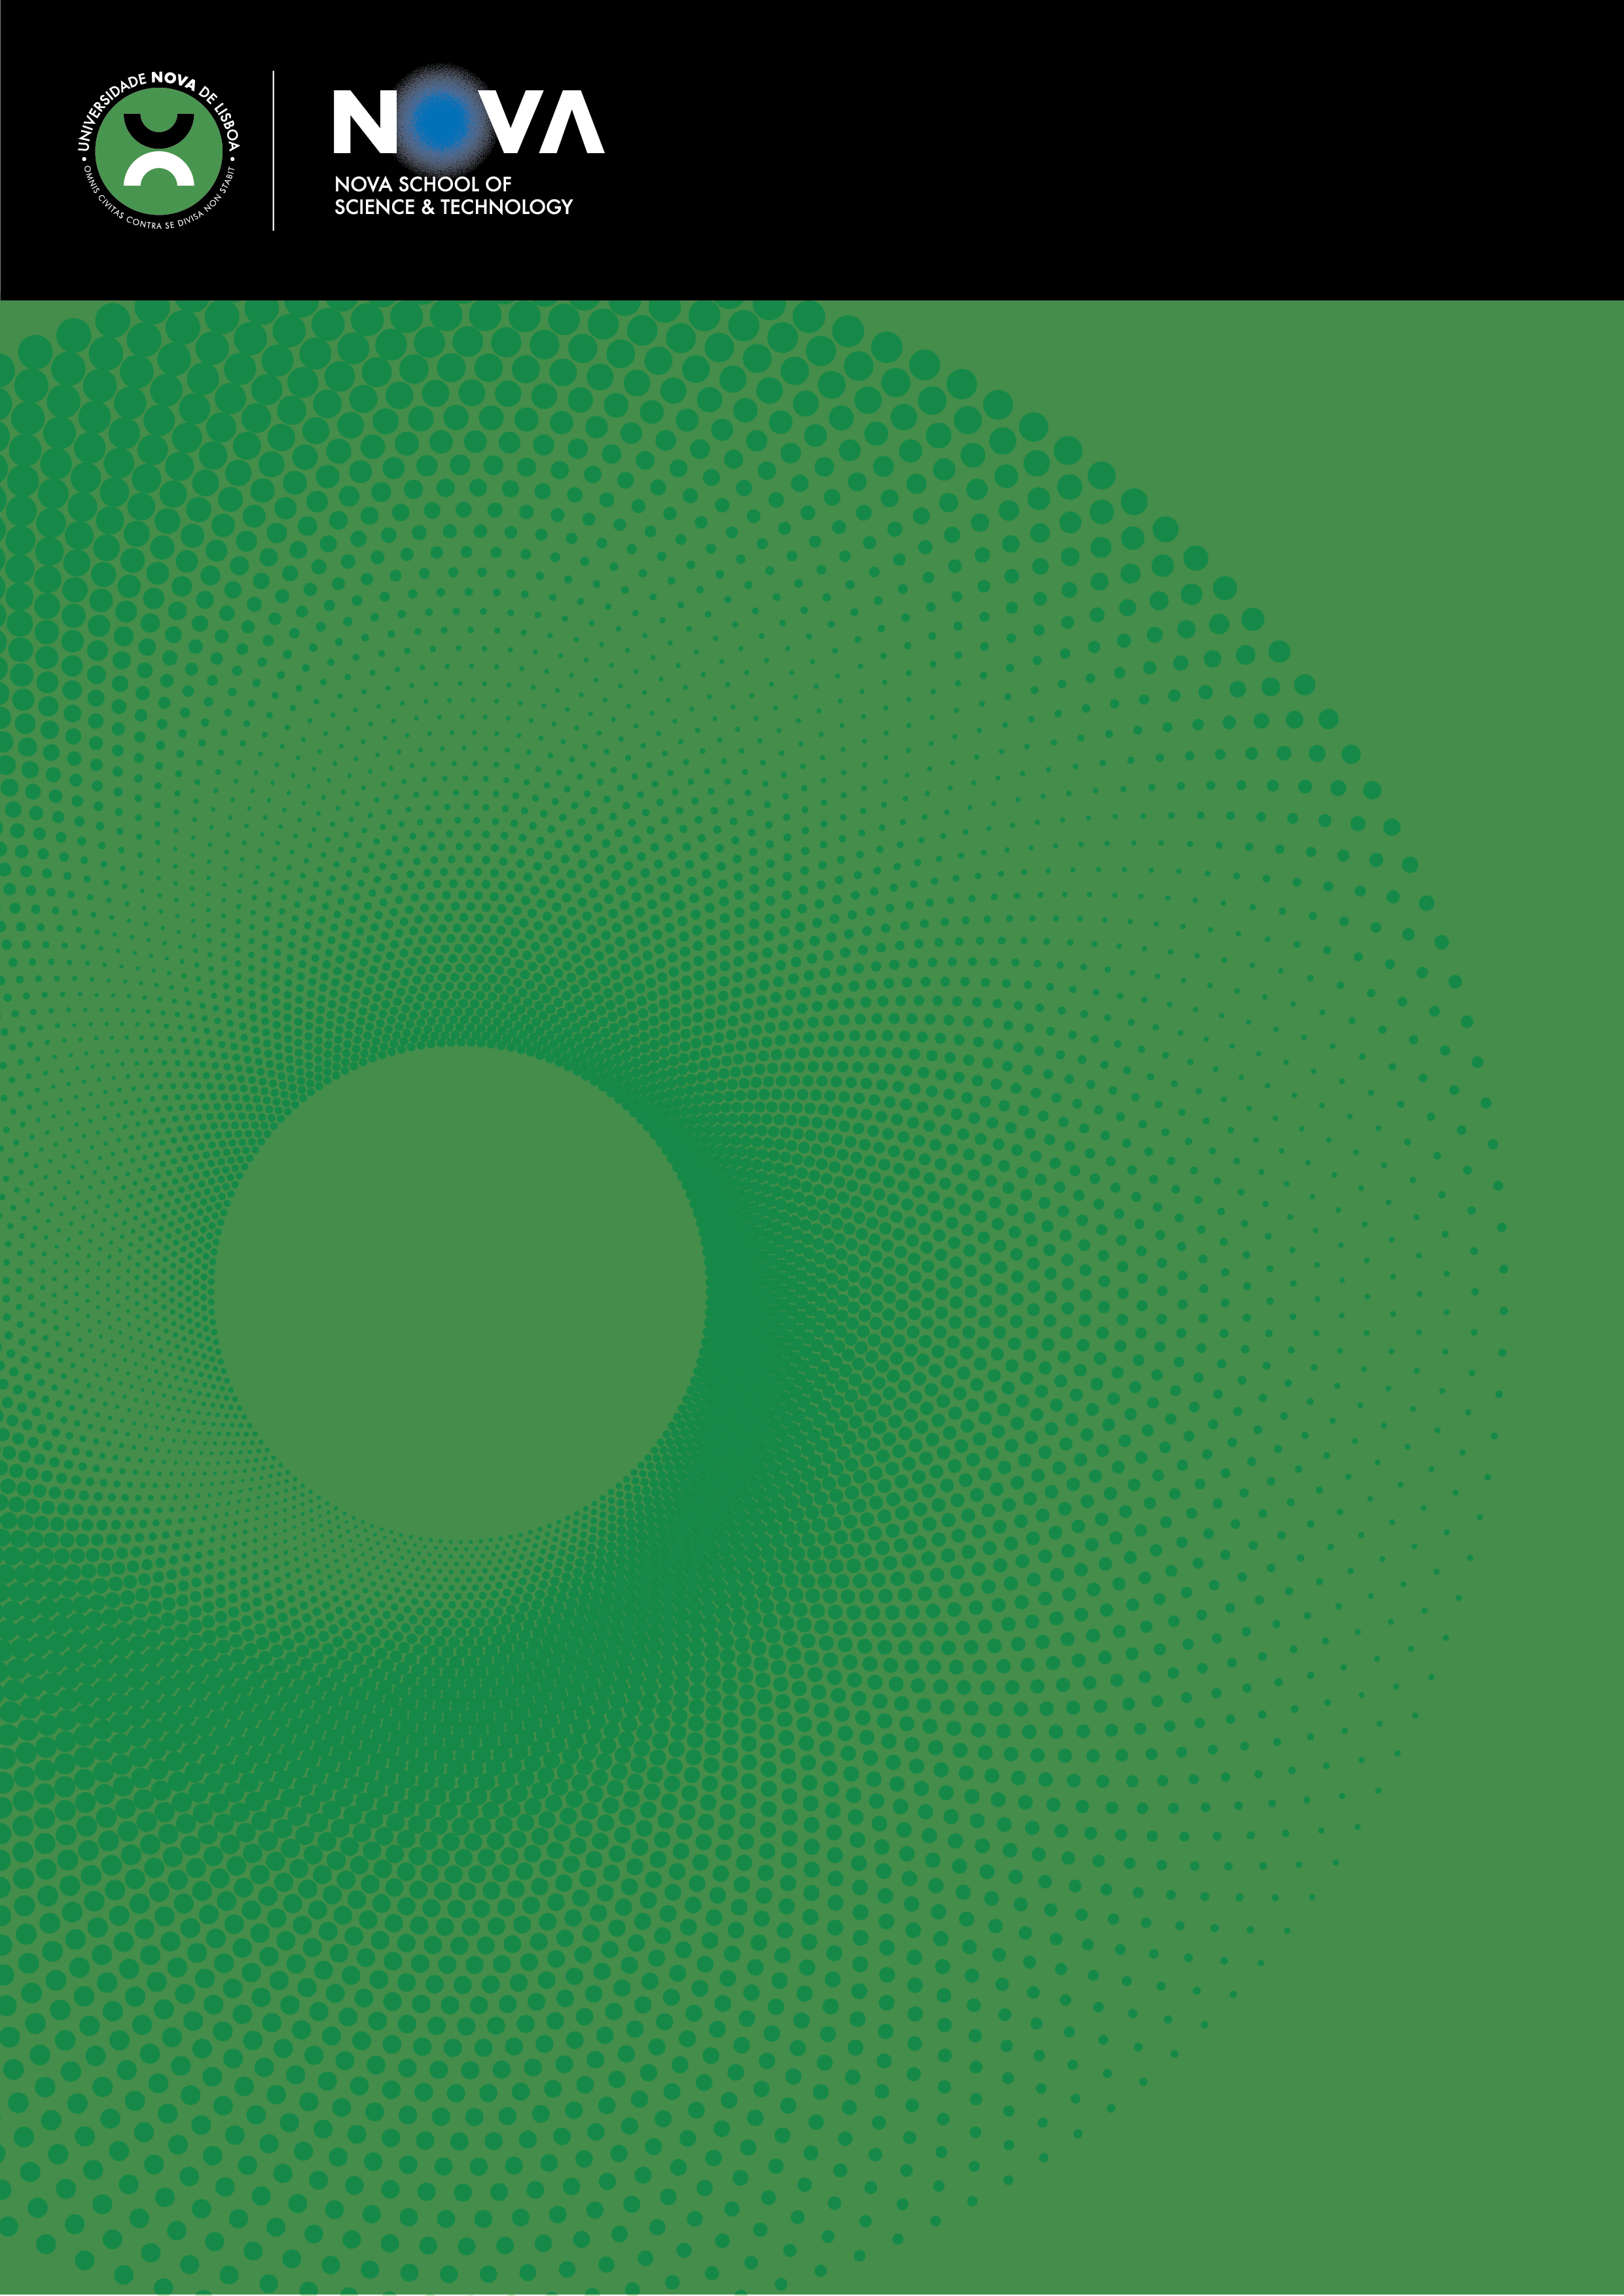 • UNIVERSIDADE NOVA DE LISBOA •
OMNIS CIVITAS CONTRA SE DIVISA NON STABIT
NOVA
NOVA SCHOOL OF
SCIENCE & TECHNOLOGY